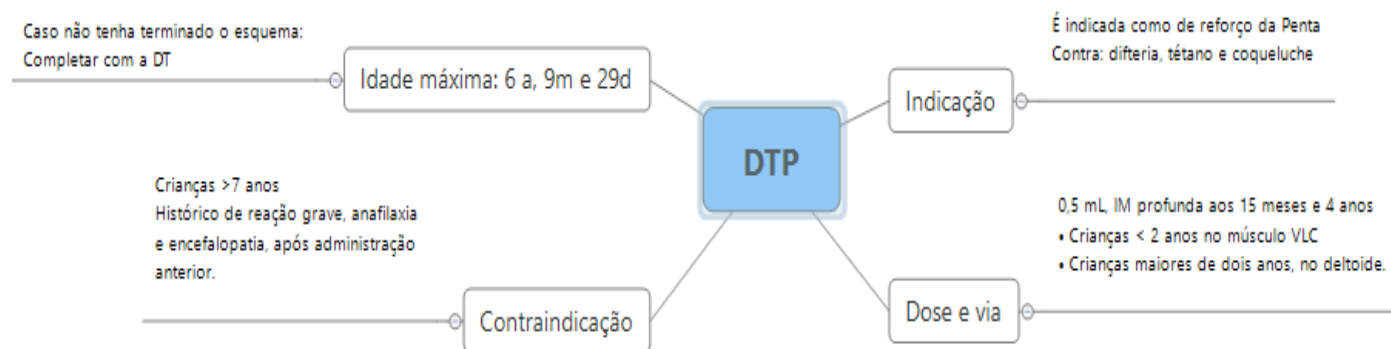 DTP
Indicação
É indicada como de reforço da Penta
Contra: difteria, tétano e coqueluche
Dose e via
0,5 mL, IM profunda aos 15 meses e 4 anos
• Crianças < 2 anos no músculo VLC
• Crianças maiores de dois anos, no deltoide.
Idade máxima: 6 a, 9m e 29d
Caso não tenha terminado o esquema:
Completar com a DT
Contraindicação
Crianças >7 anos
Histórico de reação grave, anafilaxia
e encefalopatia, após administração
anterior.